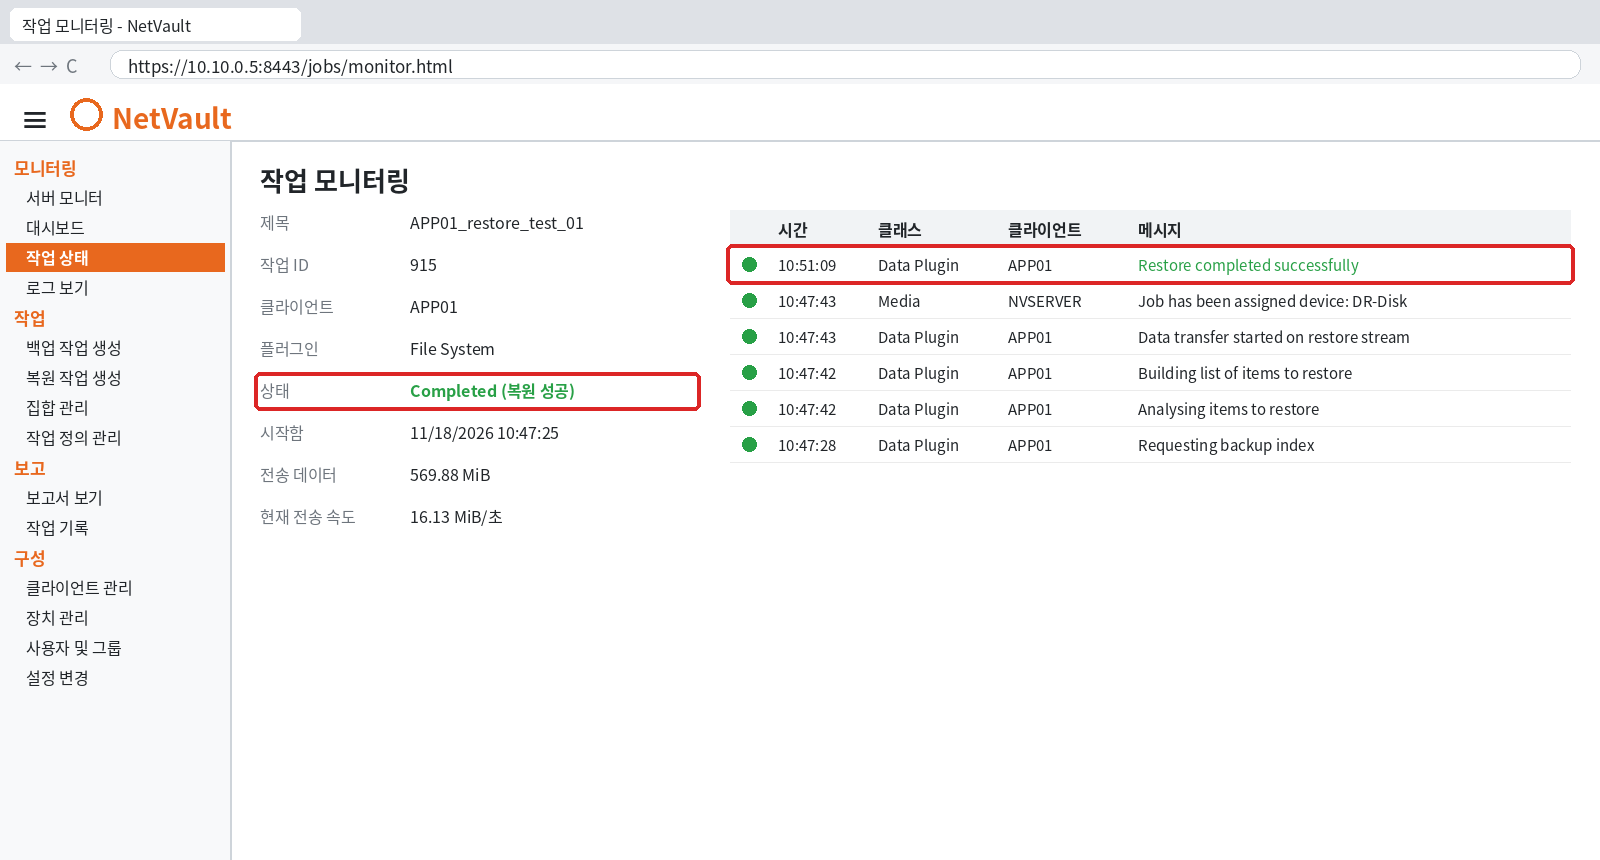 작업 모니터링 - NetVault
https://10.10.0.5:8443/jobs/monitor.html
NetVault
모니터링
서버 모니터
대시보드
작업 상태
로그 보기
작업
백업 작업 생성
복원 작업 생성
집합 관리
작업 정의 관리
보고
보고서 보기
작업 기록
구성
클라이언트 관리
장치 관리
사용자 및 그룹
설정 변경
작업 모니터링
제목 APP01_restore_test_01
작업 ID 915
클라이언트 APP01
플러그인 File System
상태 Completed (복원 성공)
시작함 11/18/2026 10:47:25
전송 데이터 569.88 MiB
현재 전송 속도 16.13 MiB/초
시간 클래스 클라이언트 메시지
10:51:09 Data Plugin APP01 Restore completed successfully
10:47:43 Media NVSERVER Job has been assigned device: DR-Disk
10:47:43 Data Plugin APP01 Data transfer started on restore stream
10:47:42 Data Plugin APP01 Building list of items to restore
10:47:42 Data Plugin APP01 Analysing items to restore
10:47:28 Data Plugin APP01 Requesting backup index